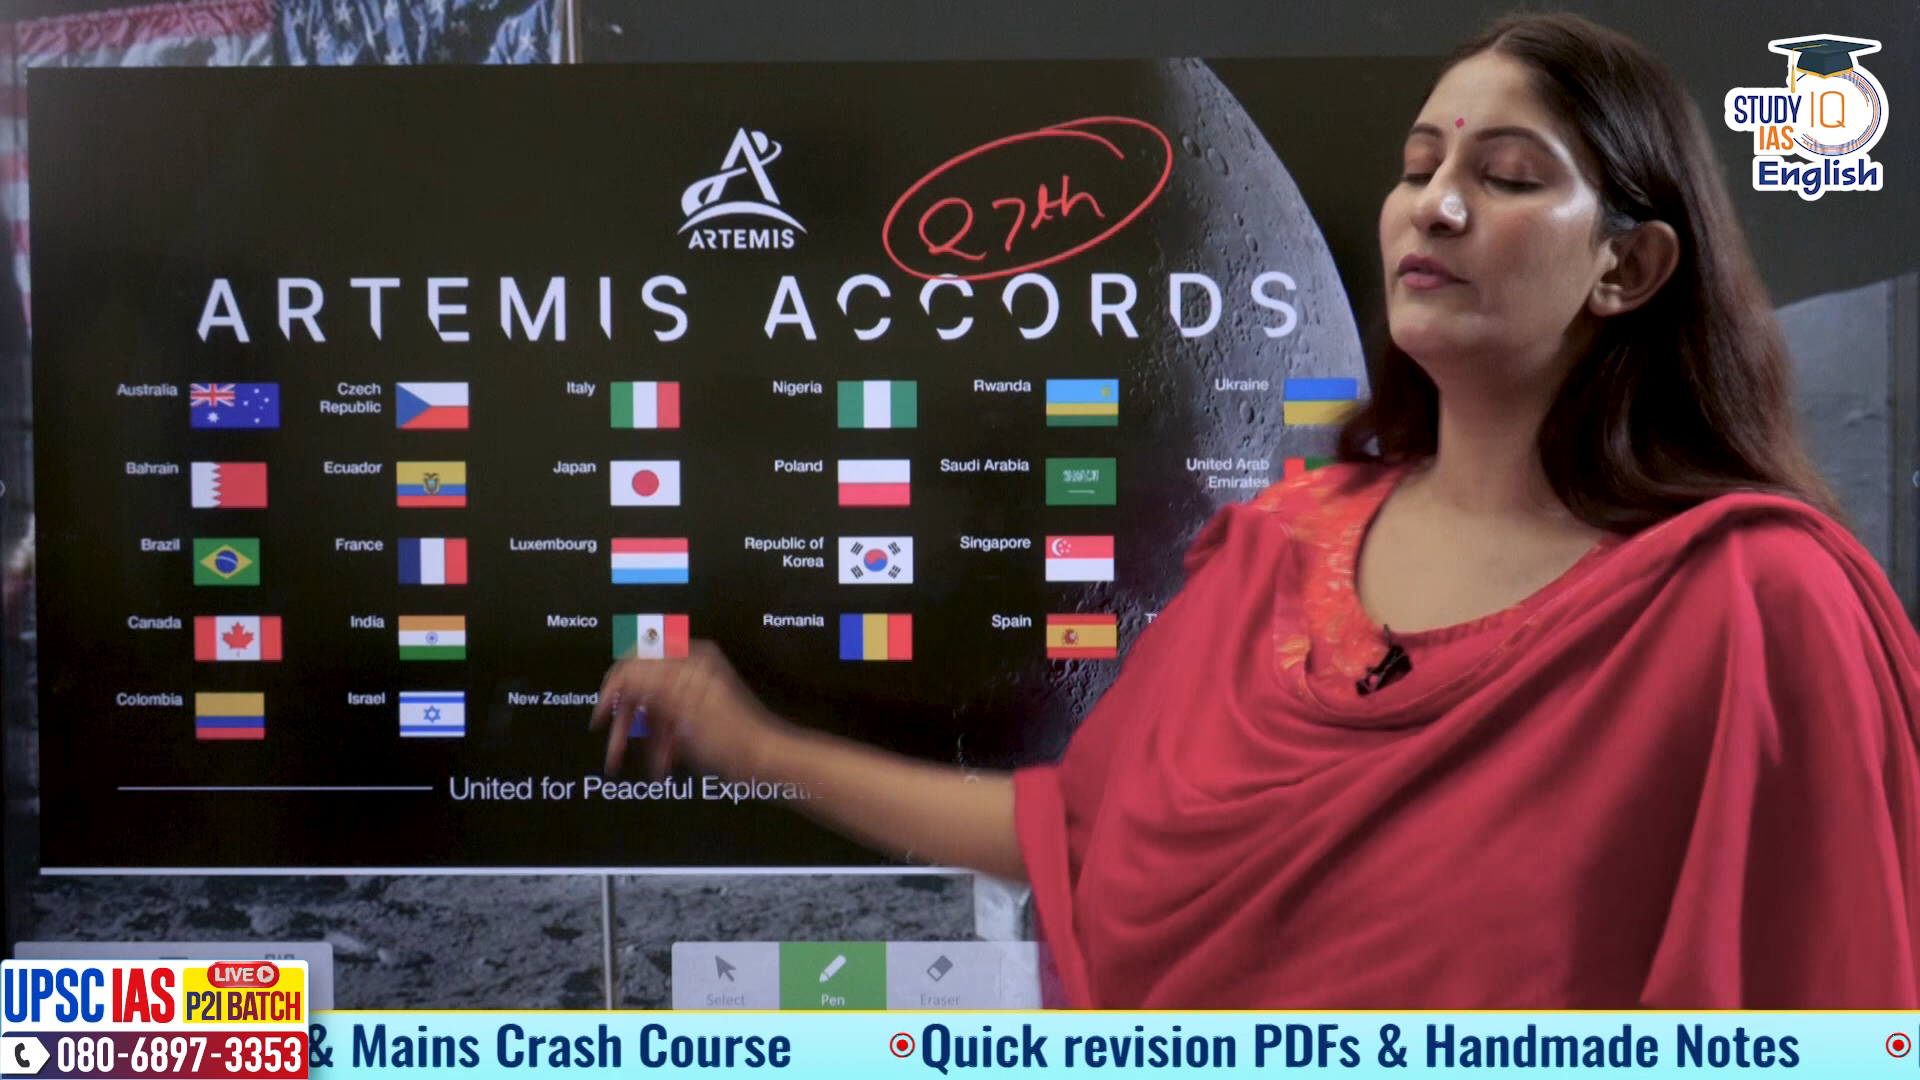 STUDY IQ
IAS
English
27th
ARTEMIS
ARTEMIS ACCORDS
Australia
Czech
Republic
Italy
Nigeria
Rwanda
Ukraine
Bahrain
Ecuador
Japan
Poland
Saudi Arabia
United Arab
Emirates
Brazil
France
Luxembourg
Republic of
Korea
Singapore
Canada
India
Mexico
Romania
Spain
Colombia
Israel
New Zealand
United for Peaceful
Select
Pen
Eraser
UPSC IAS
LIVE
P2I BATCH
080-6897-3353
& Mains Crash Course
Quick revision PDFs & Handmade Notes